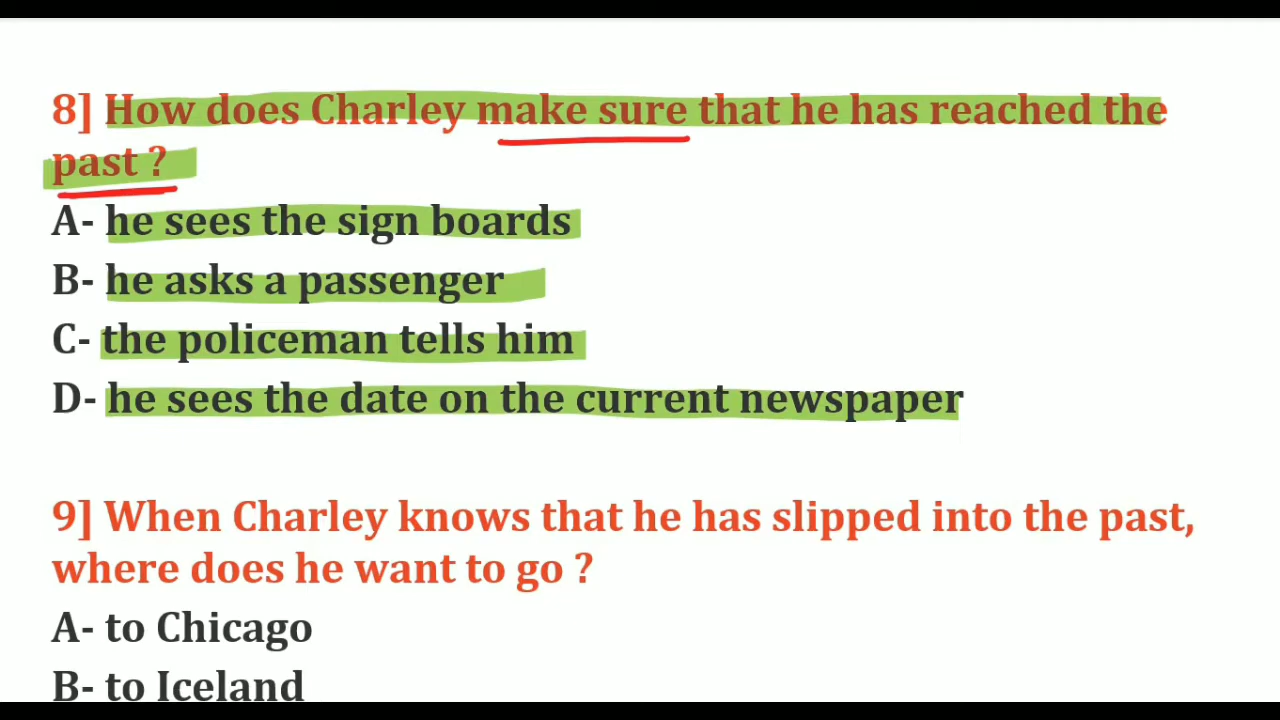 8] How does Charley make sure that he has reached the
past ?
A- he sees the sign boards
B- he asks a passenger
C- the policeman tells him
D- he sees the date on the current newspaper
9] When Charley knows that he has slipped into the past,
where does he want to go ?
A- to Chicago
B- to Iceland